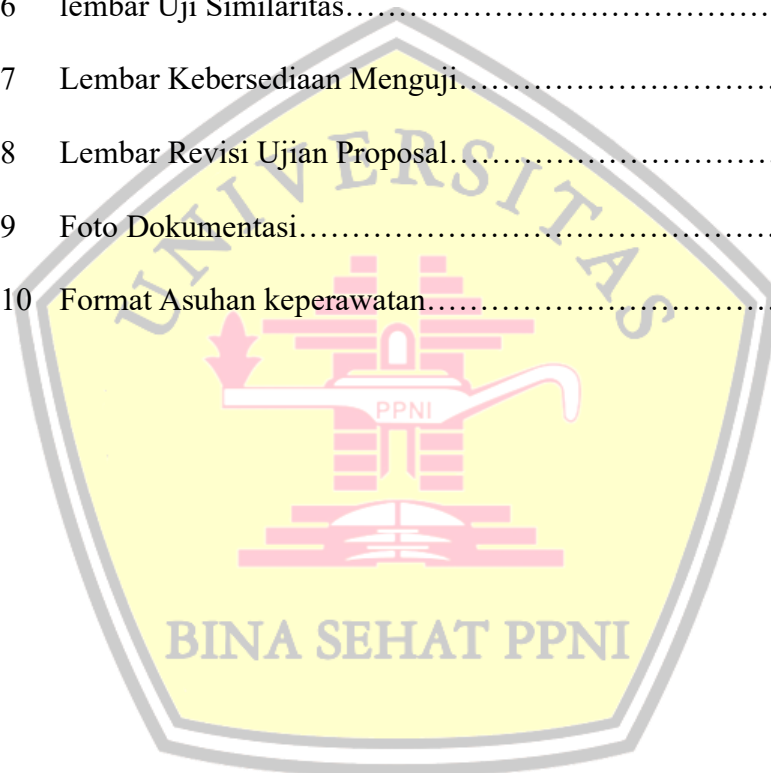 6 lembar Uji Similaritas……………………………………
7 Lembar Kebersediaan Menguji…………………………
8 Lembar Revisi Ujian Proposal……………………………
9 Foto Dokumentasi…………………………………………
10 Format Asuhan keperawatan………………………………
UNIVERSITAS
PPNI
BINA SEHAT PPNI